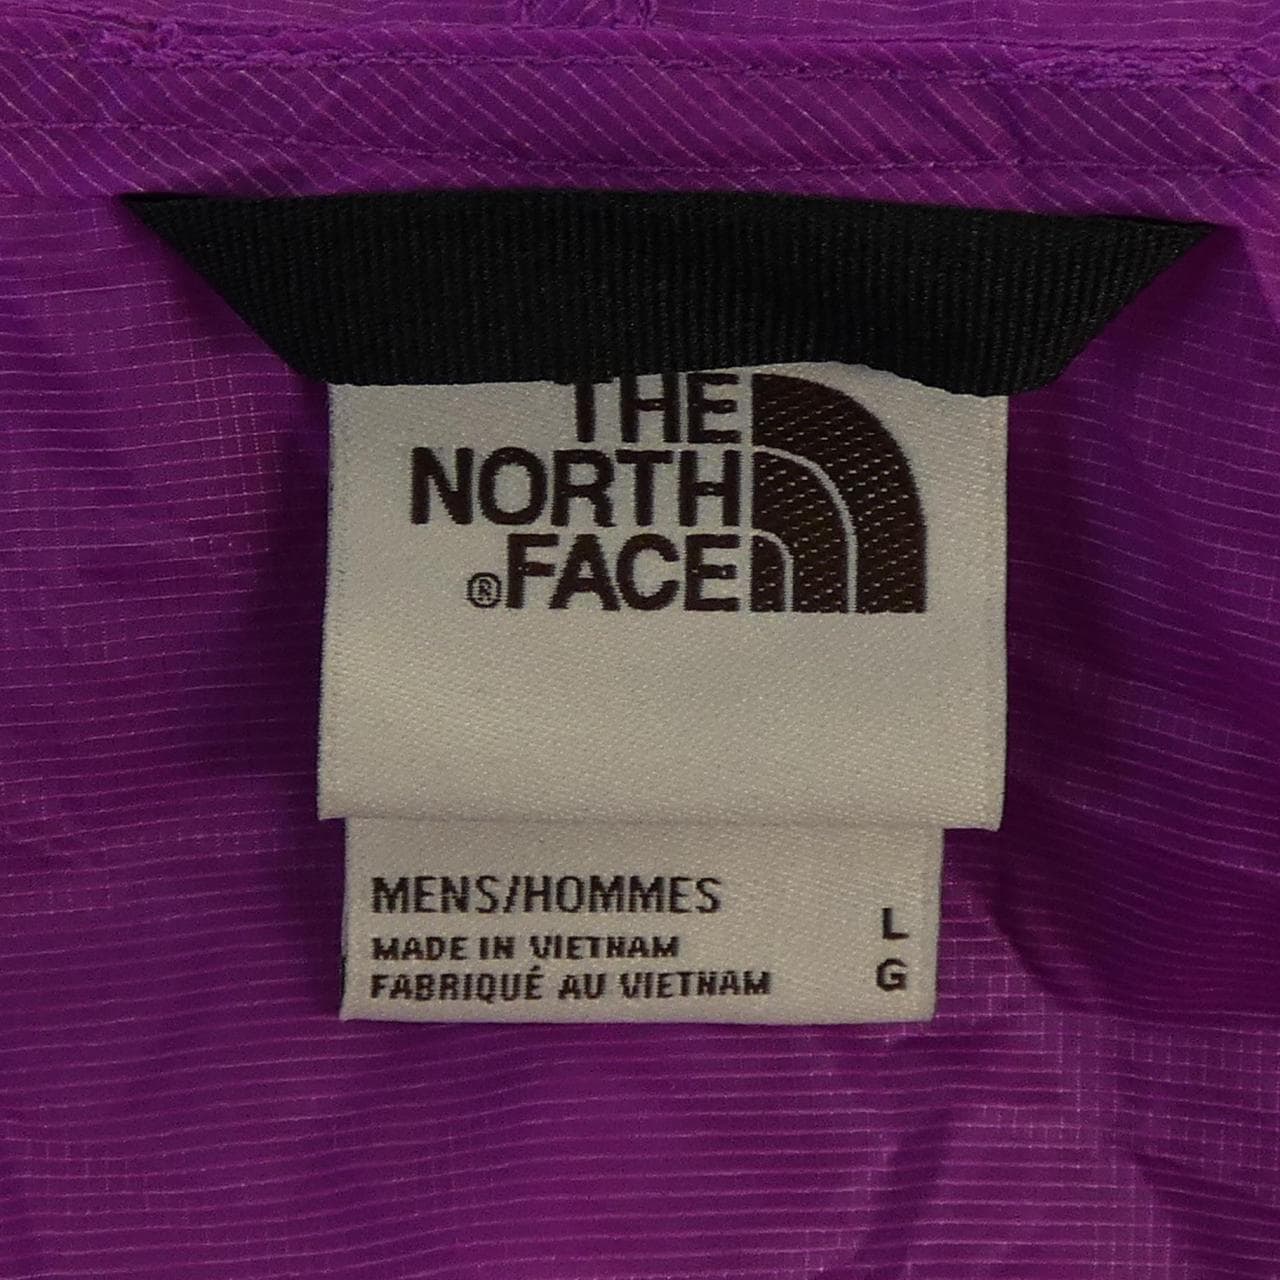 THE
NORTH
®FACE
MENS/HOMMES
MADE IN VIETNAM
FABRIQUÉ AU VIETNAM
L
G